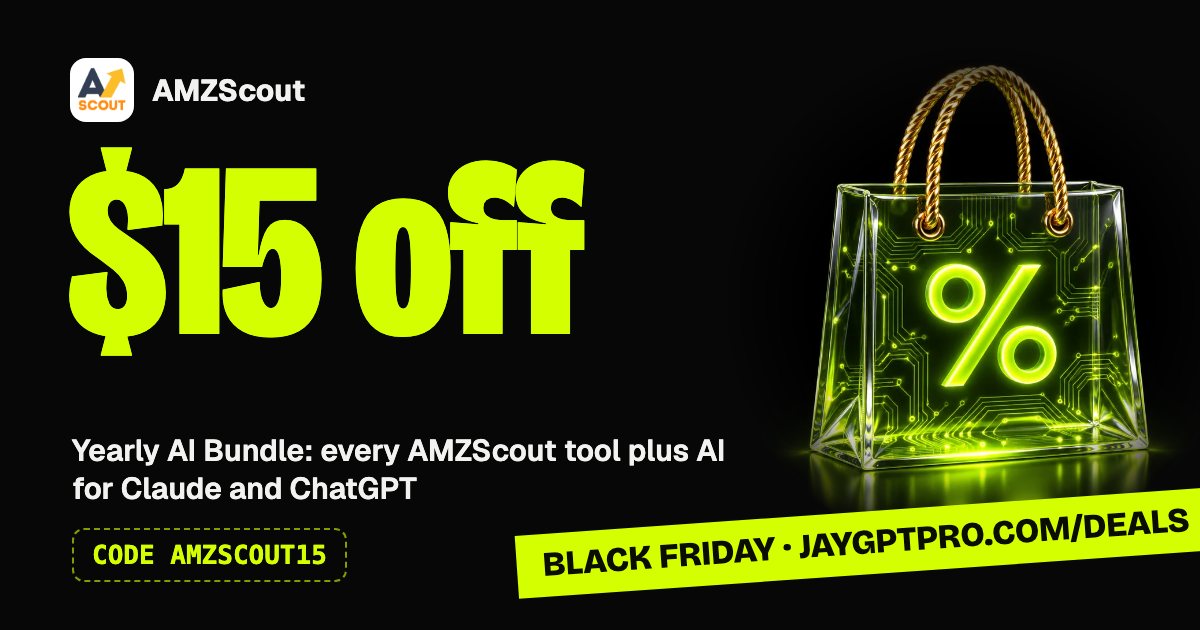 A
SCOUT
AMZScout
$15 off
%
Yearly AI Bundle: every AMZScout tool plus AI
for Claude and ChatGPT
CODE AMZSCOUT15
BLACK FRIDAY · JAYGPTPRO.COM/DEALS